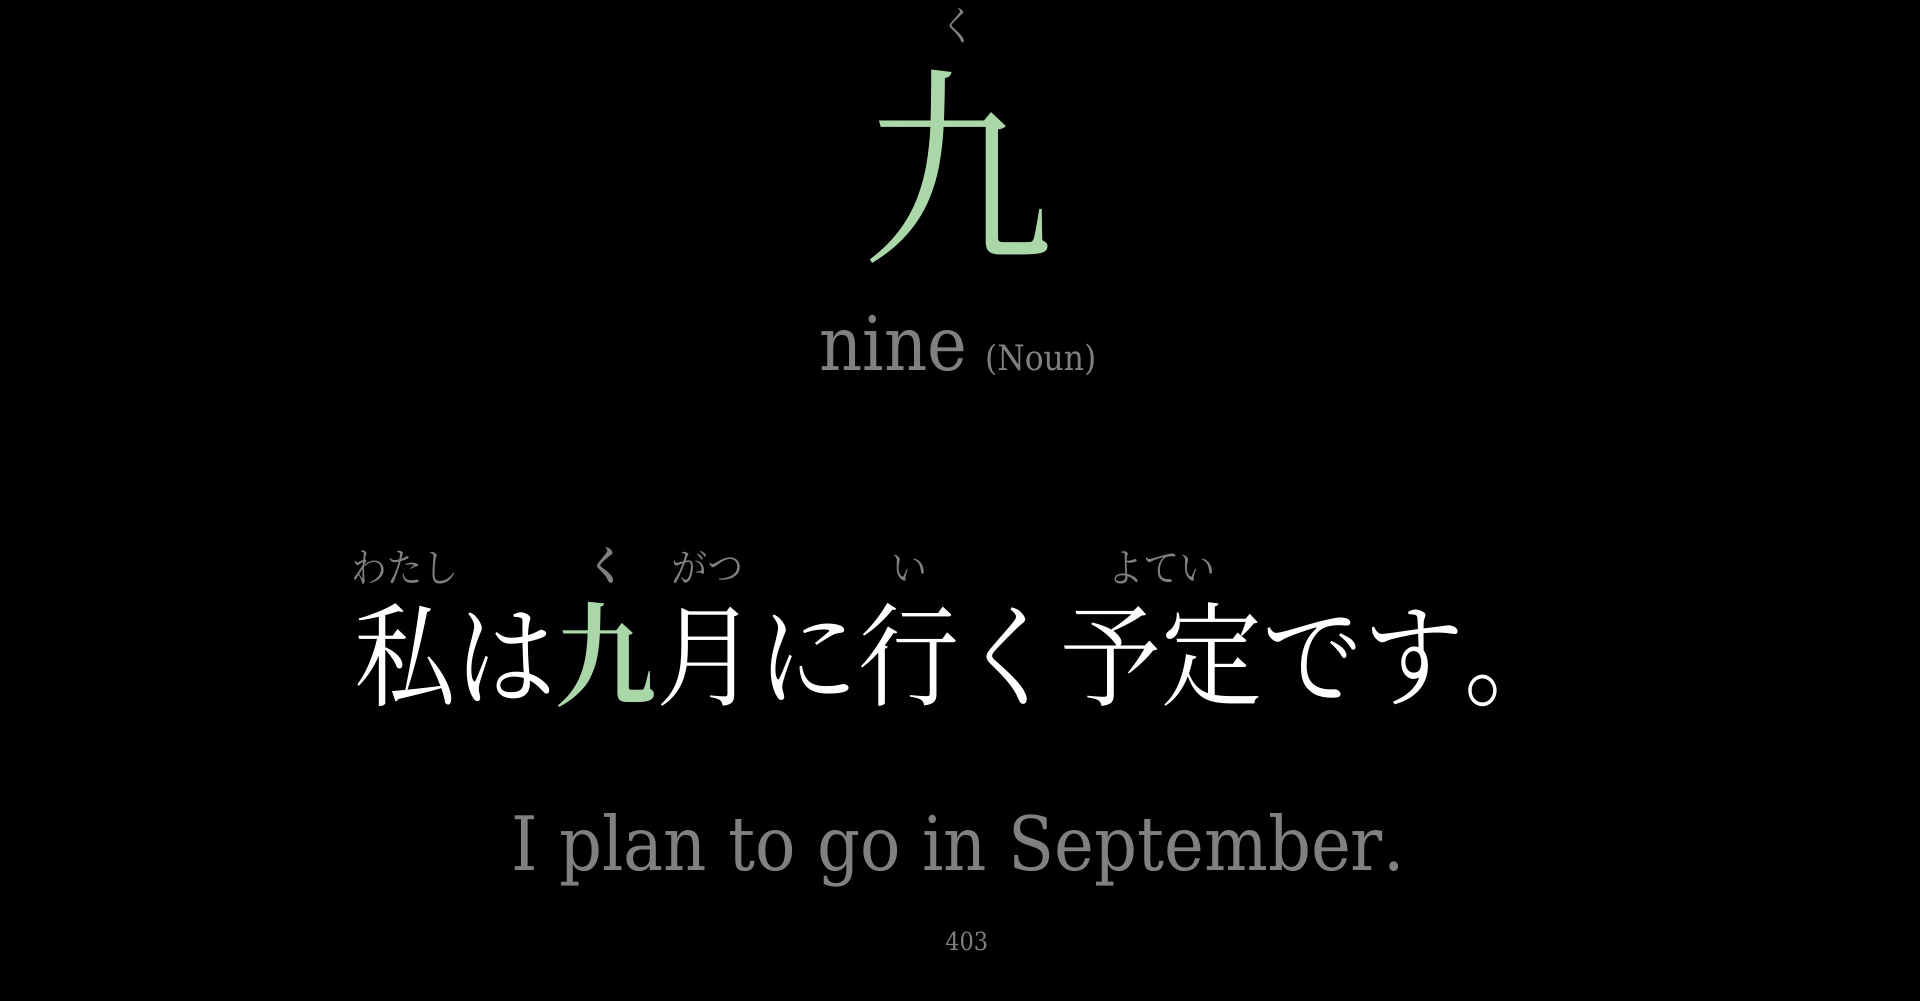 く
九
nine (Noun)
わたし く がつ い よてい
私は九月に行く予定です。
I plan to go in September.
403